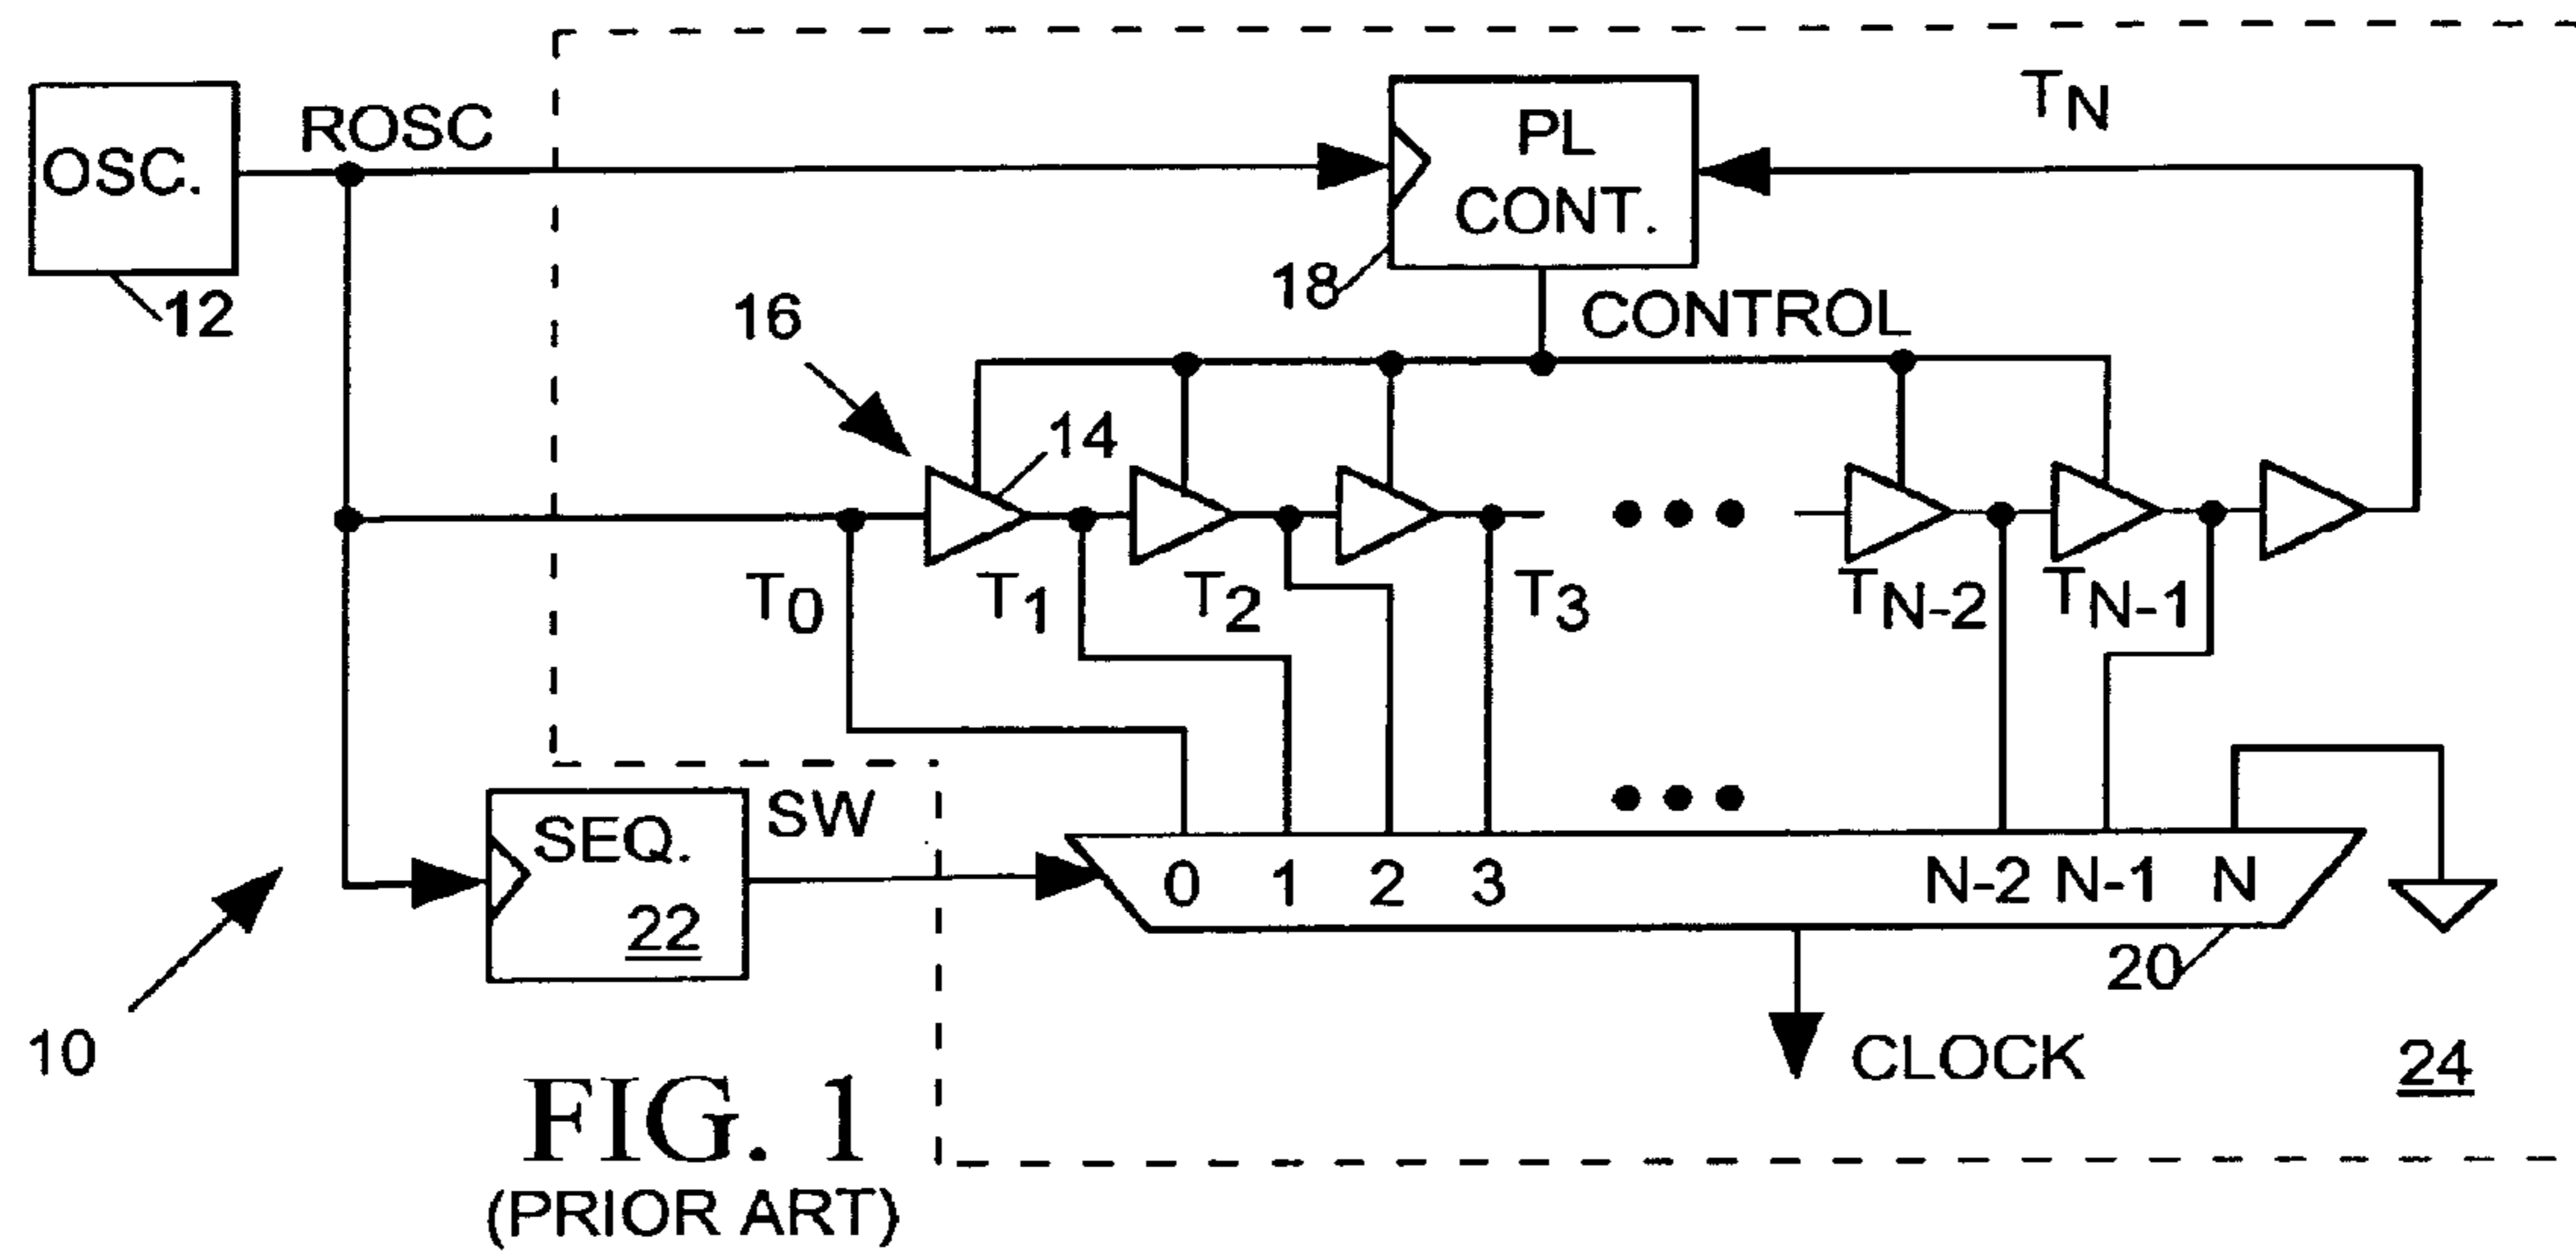 OSC.
ROSC
12
PL
CONT.
18
TN
CONTROL
16
14
T0
T1
T2
T3
TN-2
TN-1
SEQ.
22
SW
0 1 2 3 N-2 N-1 N
20
CLOCK
24
10
FIG. 1
(PRIOR ART)